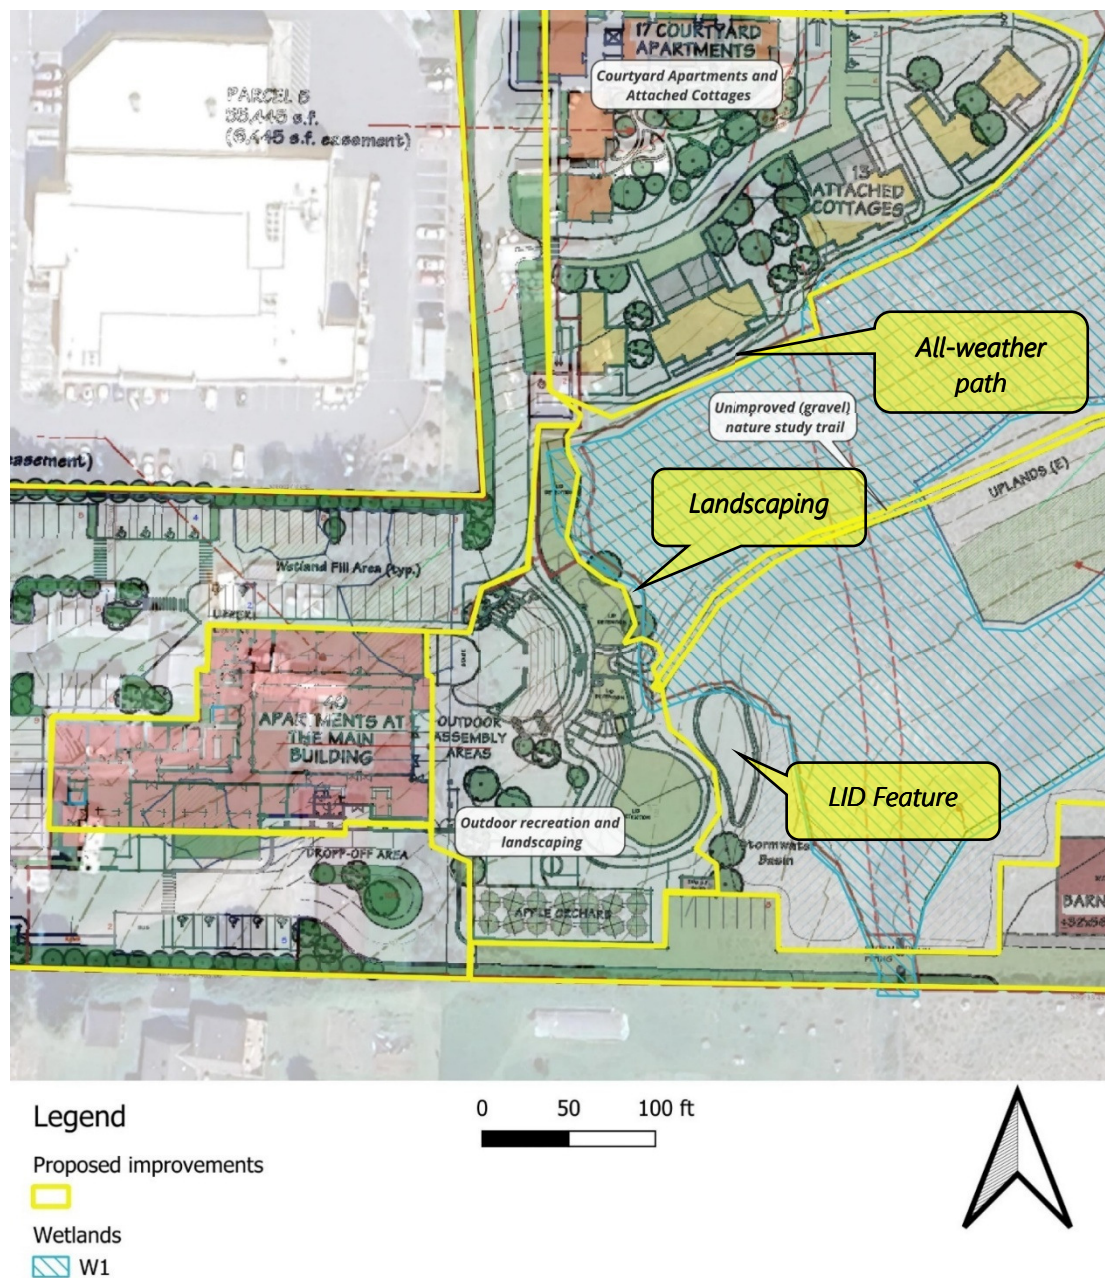 17 COURTYARD
APARTMENTS
Courtyard Apartments and
Attached Cottages
PARCEL
55,445 s.f.
(6,445 s.f. easement)
13
ATTACHED
COTTAGES
All-weather
path
Unimproved (gravel)
nature study trail
easement)
UPLANDS (E)
Landscaping
Wetland Fill Area (typ.)
40
APARTMENTS AT
THE MAIN
BUILDING
OUTDOOR
ASSEMBLY
AREAS
LID Feature
Outdoor recreation and
landscaping
Stormwater
Basin
DROP-OFF AREA
BARN
APPLE ORCHARD
Legend
0 50 100 ft
Proposed improvements
Wetlands
W1